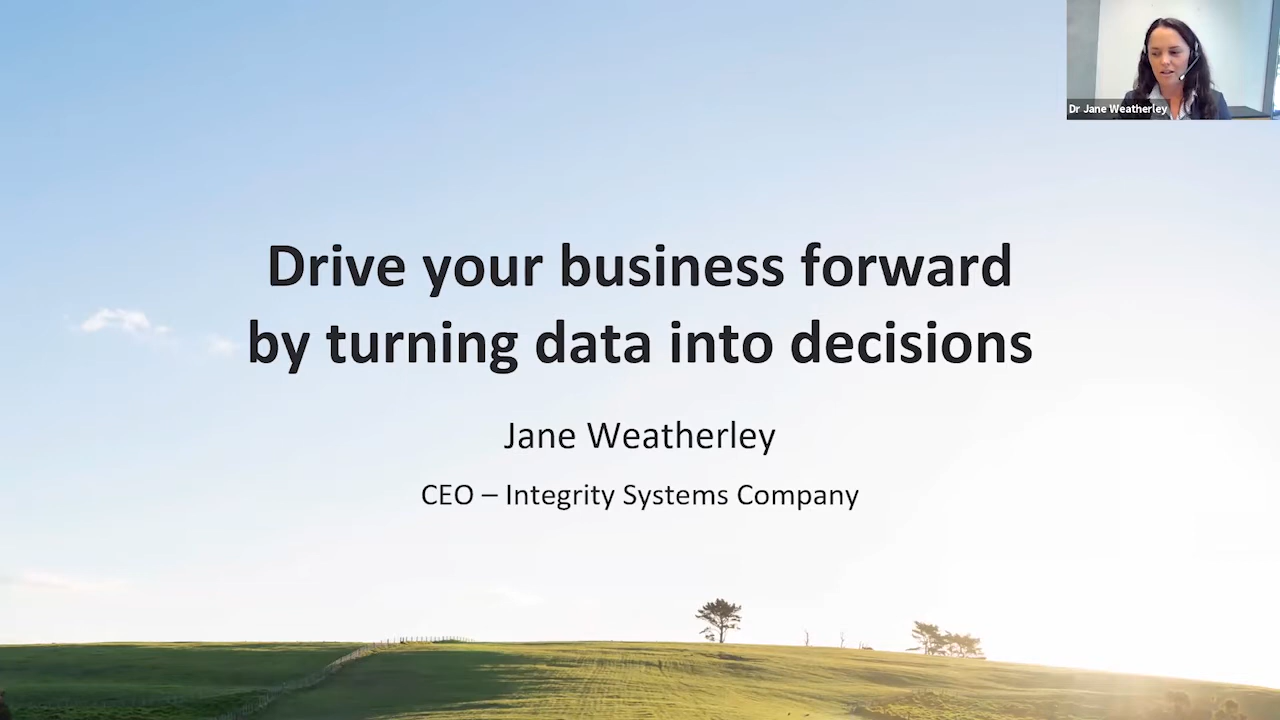 Dr Jane Weatherley
Drive your business forward
by turning data into decisions
Jane Weatherley
CEO – Integrity Systems Company